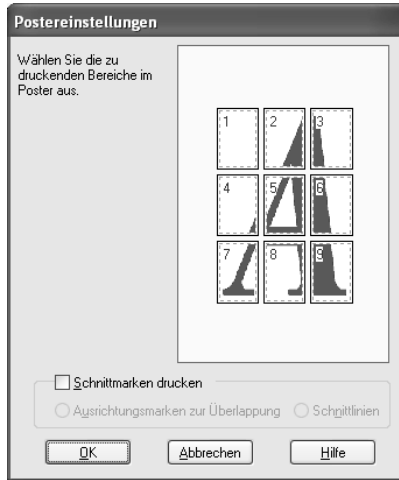 Postereinstellungen
Wählen Sie die zu
druckenden Bereiche im
Poster aus.
1 2 3
4 5 6
7 8 9
Schnittmarken drucken
Ausrichtungsmarken zur Überlappung Schnittlinien
OK Abbrechen Hilfe